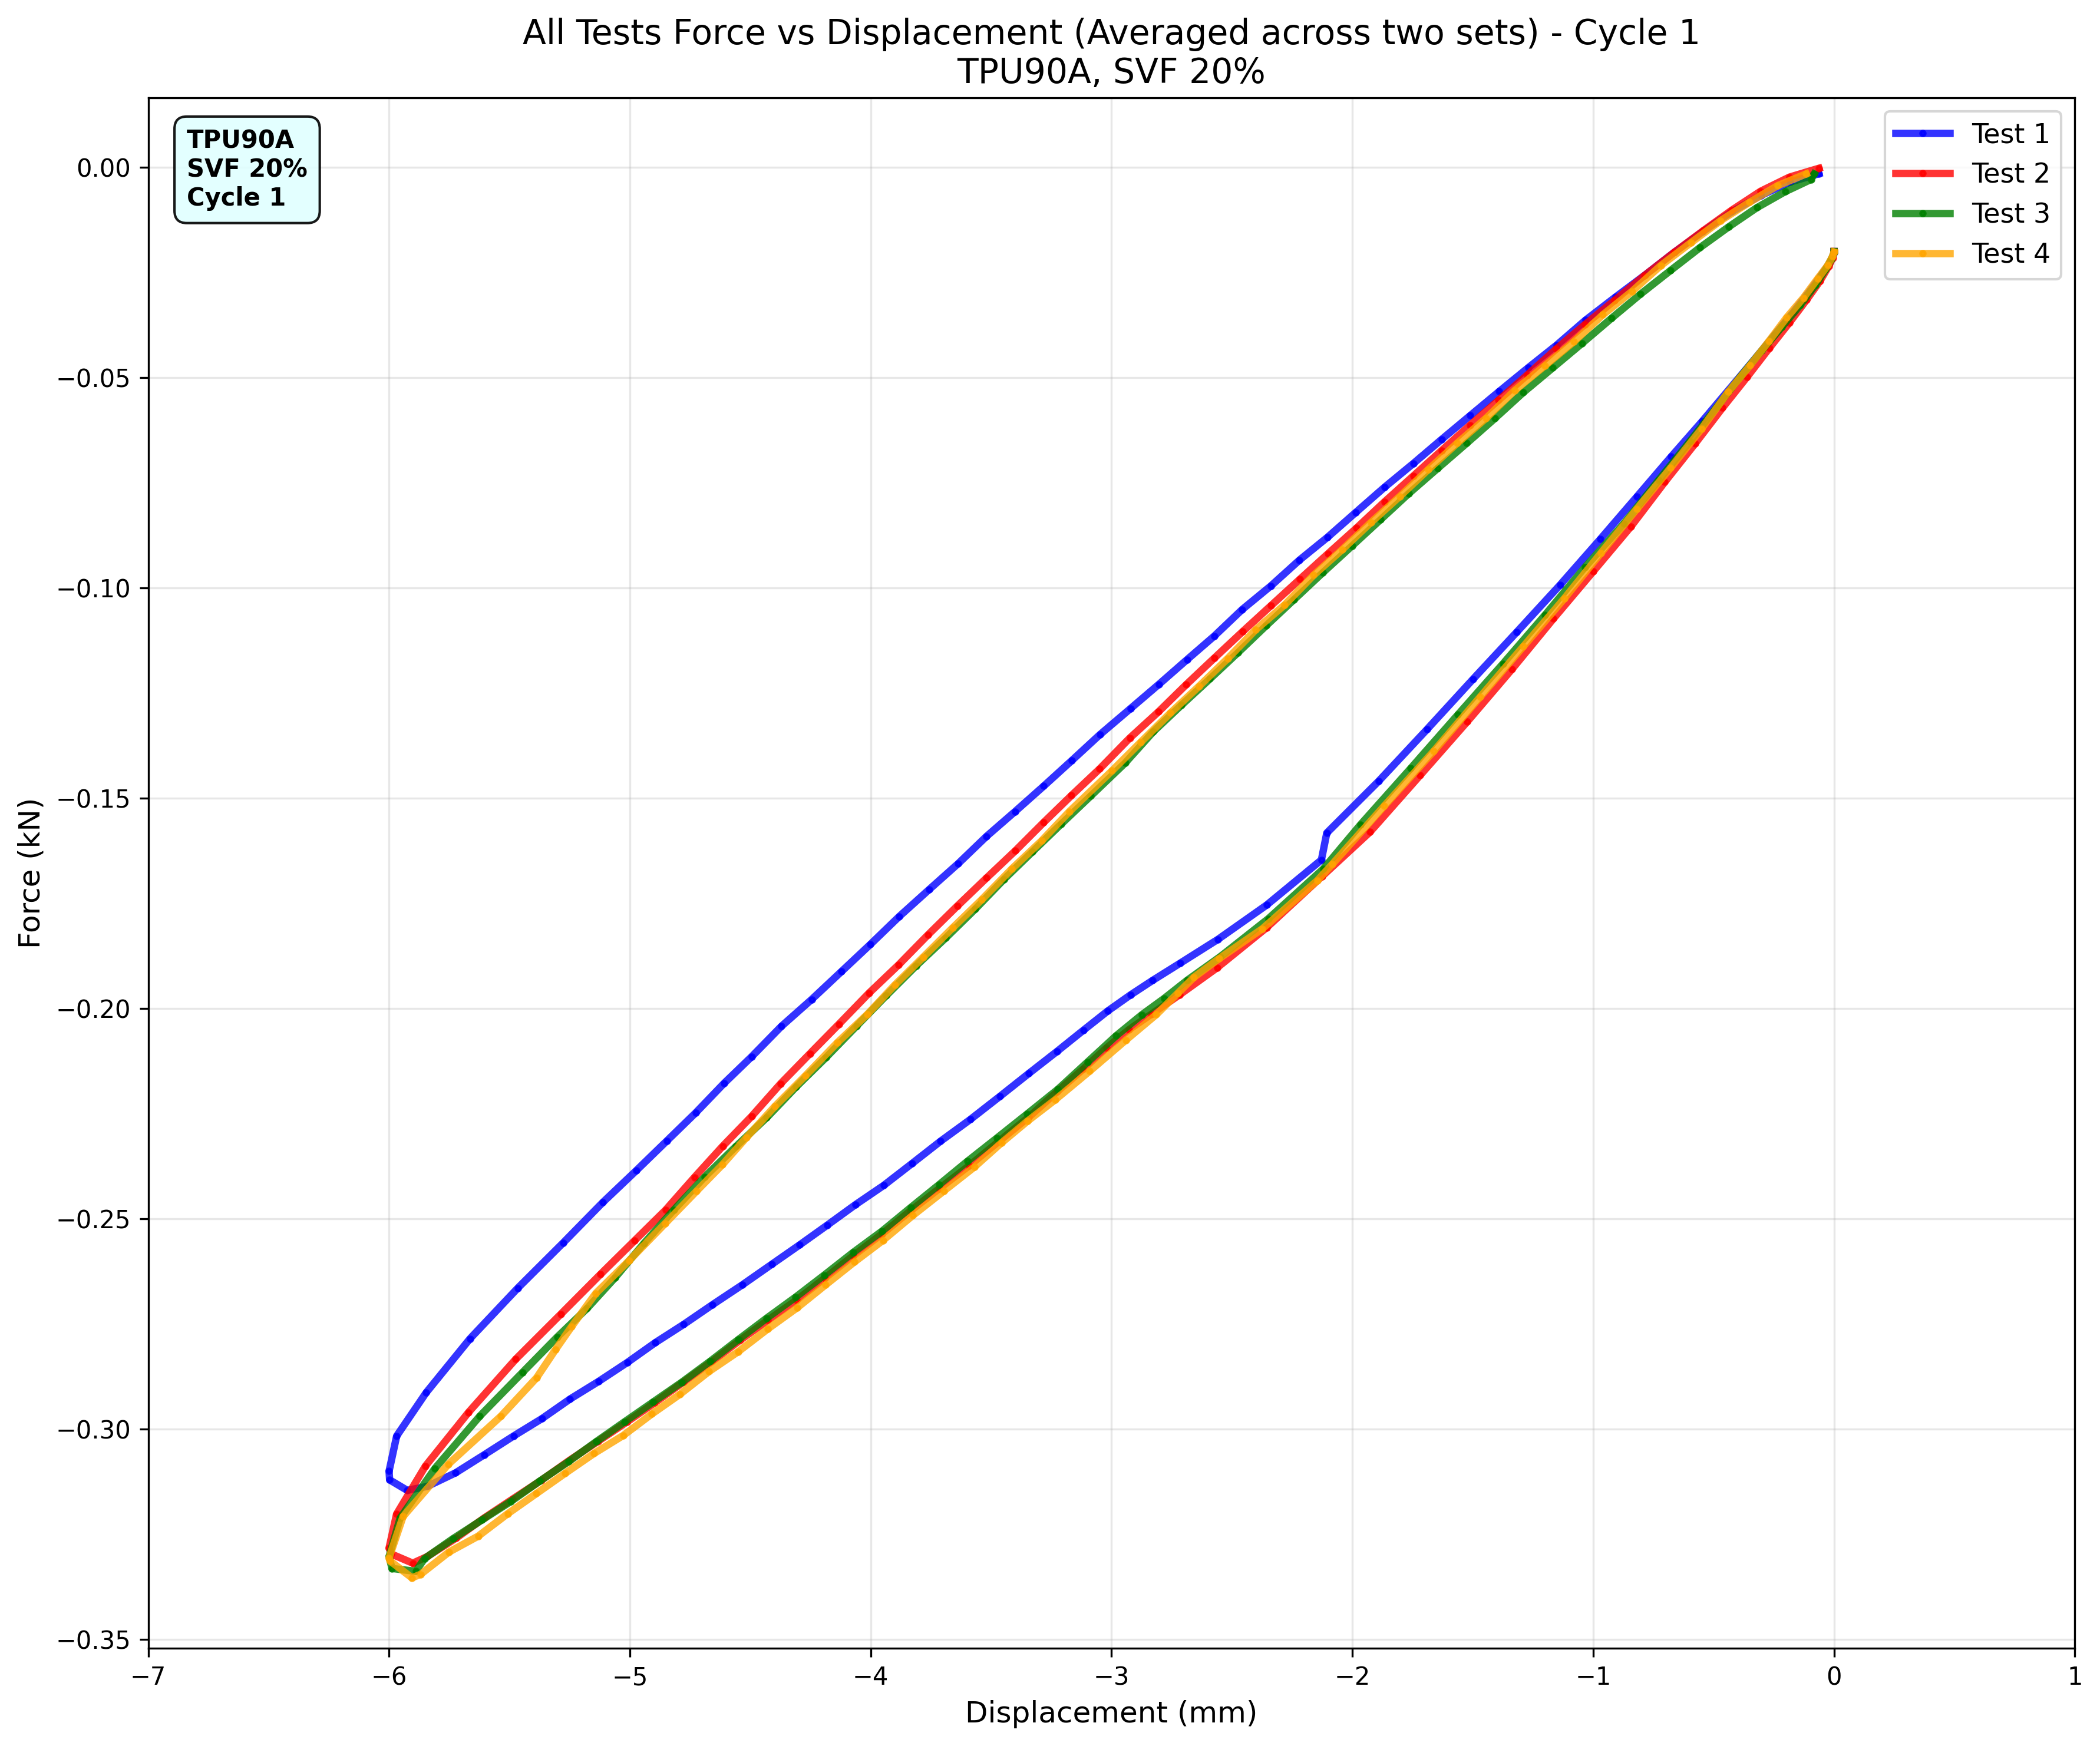 All Tests Force vs Displacement (Averaged across two sets) - Cycle 1
TPU90A, SVF 20%
TPU90A
SVF 20%
Cycle 1
Test 1
Test 2
Test 3
Test 4
0.00
−0.05
−0.10
−0.15
−0.20
−0.25
−0.30
−0.35
Force (kN)
−7
−6
−5
−4
−3
−2
−1
0
1
Displacement (mm)